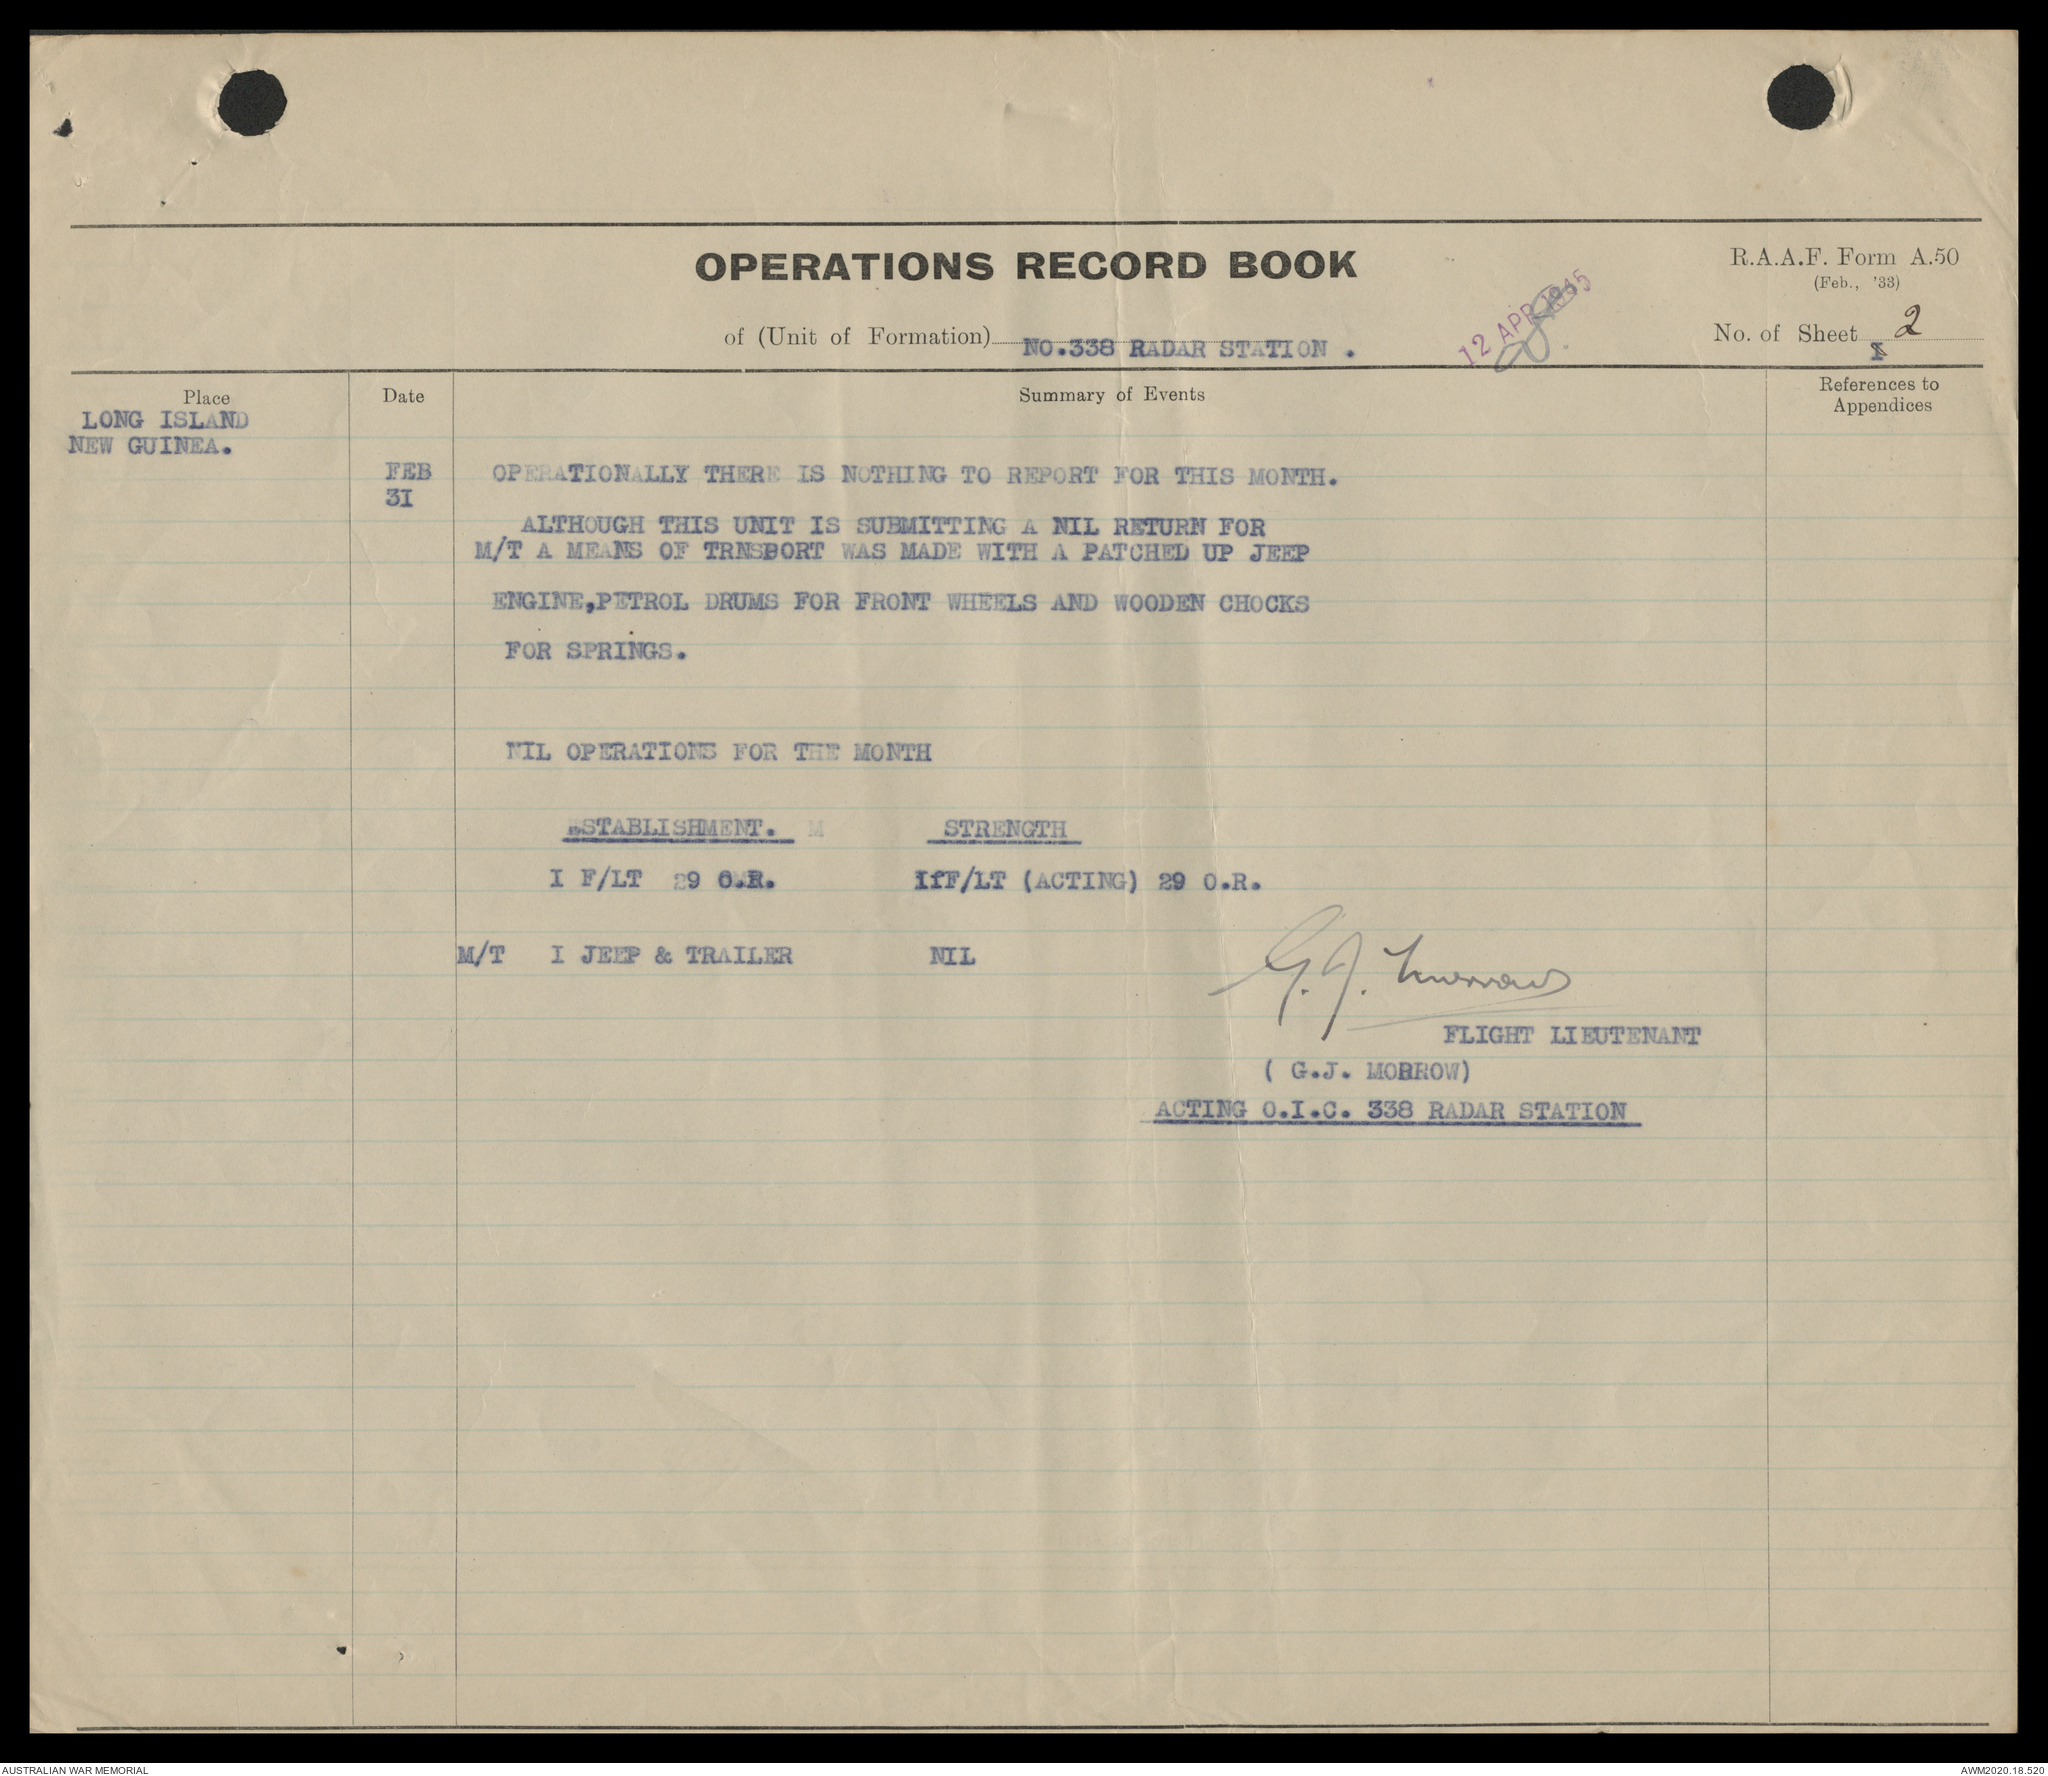 OPERATIONS RECORD BOOK
R.A.A.F. Form A.50
(Feb., '33)
of (Unit of Formation) NO.338 RADAR STATION .
12 APR 1945
No. of Sheet 2
I
Place
Date
Summary of Events
References to
Appendices
LONG ISLAND
NEW GUINEA.
FEB
31
OPERATIONALLY THERE IS NOTHING TO REPORT FOR THIS MONTH.
ALTHOUGH THIS UNIT IS SUBMITTING A NIL RETURN FOR
M/T A MEANS OF TRNSPORT WAS MADE WITH A PATCHED UP JEEP
ENGINE,PETROL DRUMS FOR FRONT WHEELS AND WOODEN CHOCKS
FOR SPRINGS.
NIL OPERATIONS FOR THE MONTH
ESTABLISHMENT. M STRENGTH
I F/LT 29 O.R. IfF/LT (ACTING) 29 O.R.
M/T I JEEP & TRAILER NIL
G.J. Morrow
FLIGHT LIEUTENANT
( G.J. MORROW)
ACTING O.I.C. 338 RADAR STATION
AUSTRALIAN WAR MEMORIAL
AWM2020.18.520